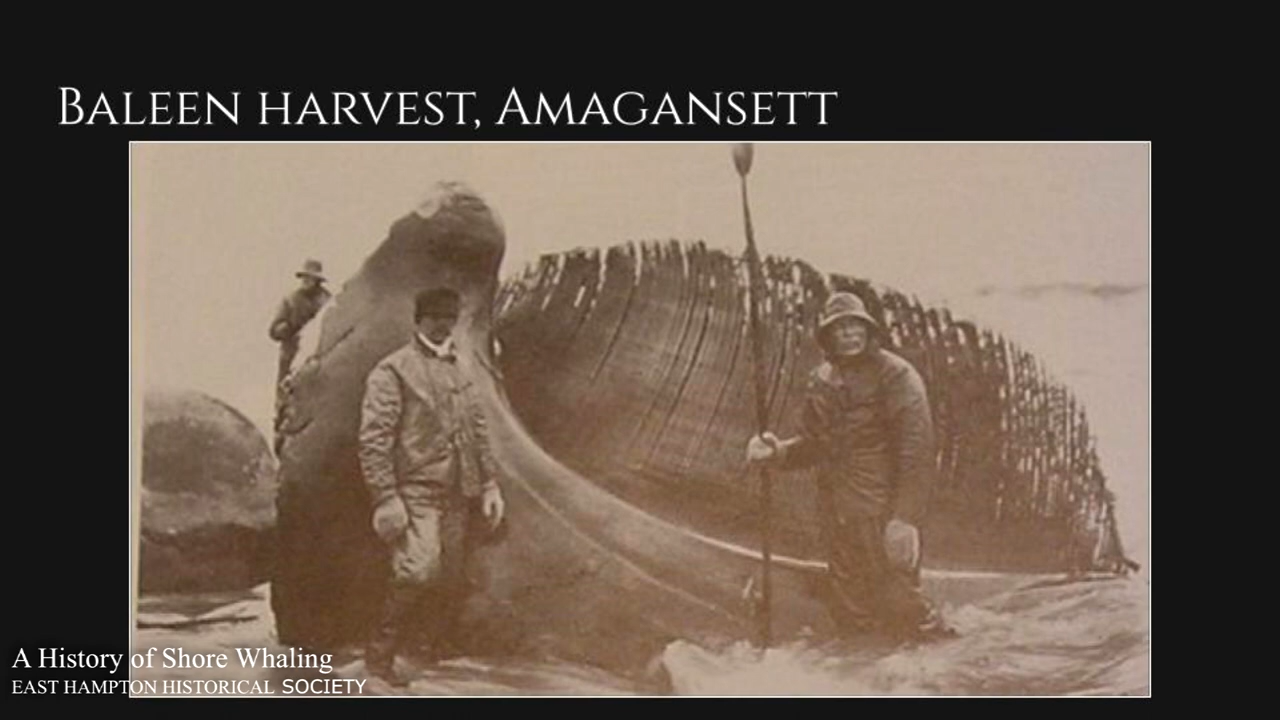 Baleen harvest, Amagansett
A History of Shore Whaling
EAST HAMPTON HISTORICAL SOCIETY